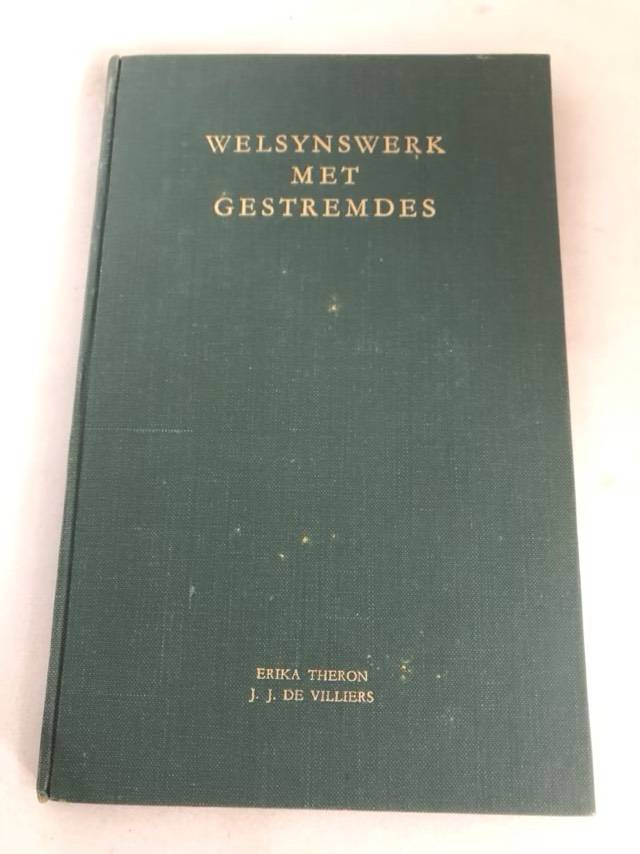 WELSYNSWERK
MET
GESTREMDES
ERIKA THERON
J. J. DE VILLIERS